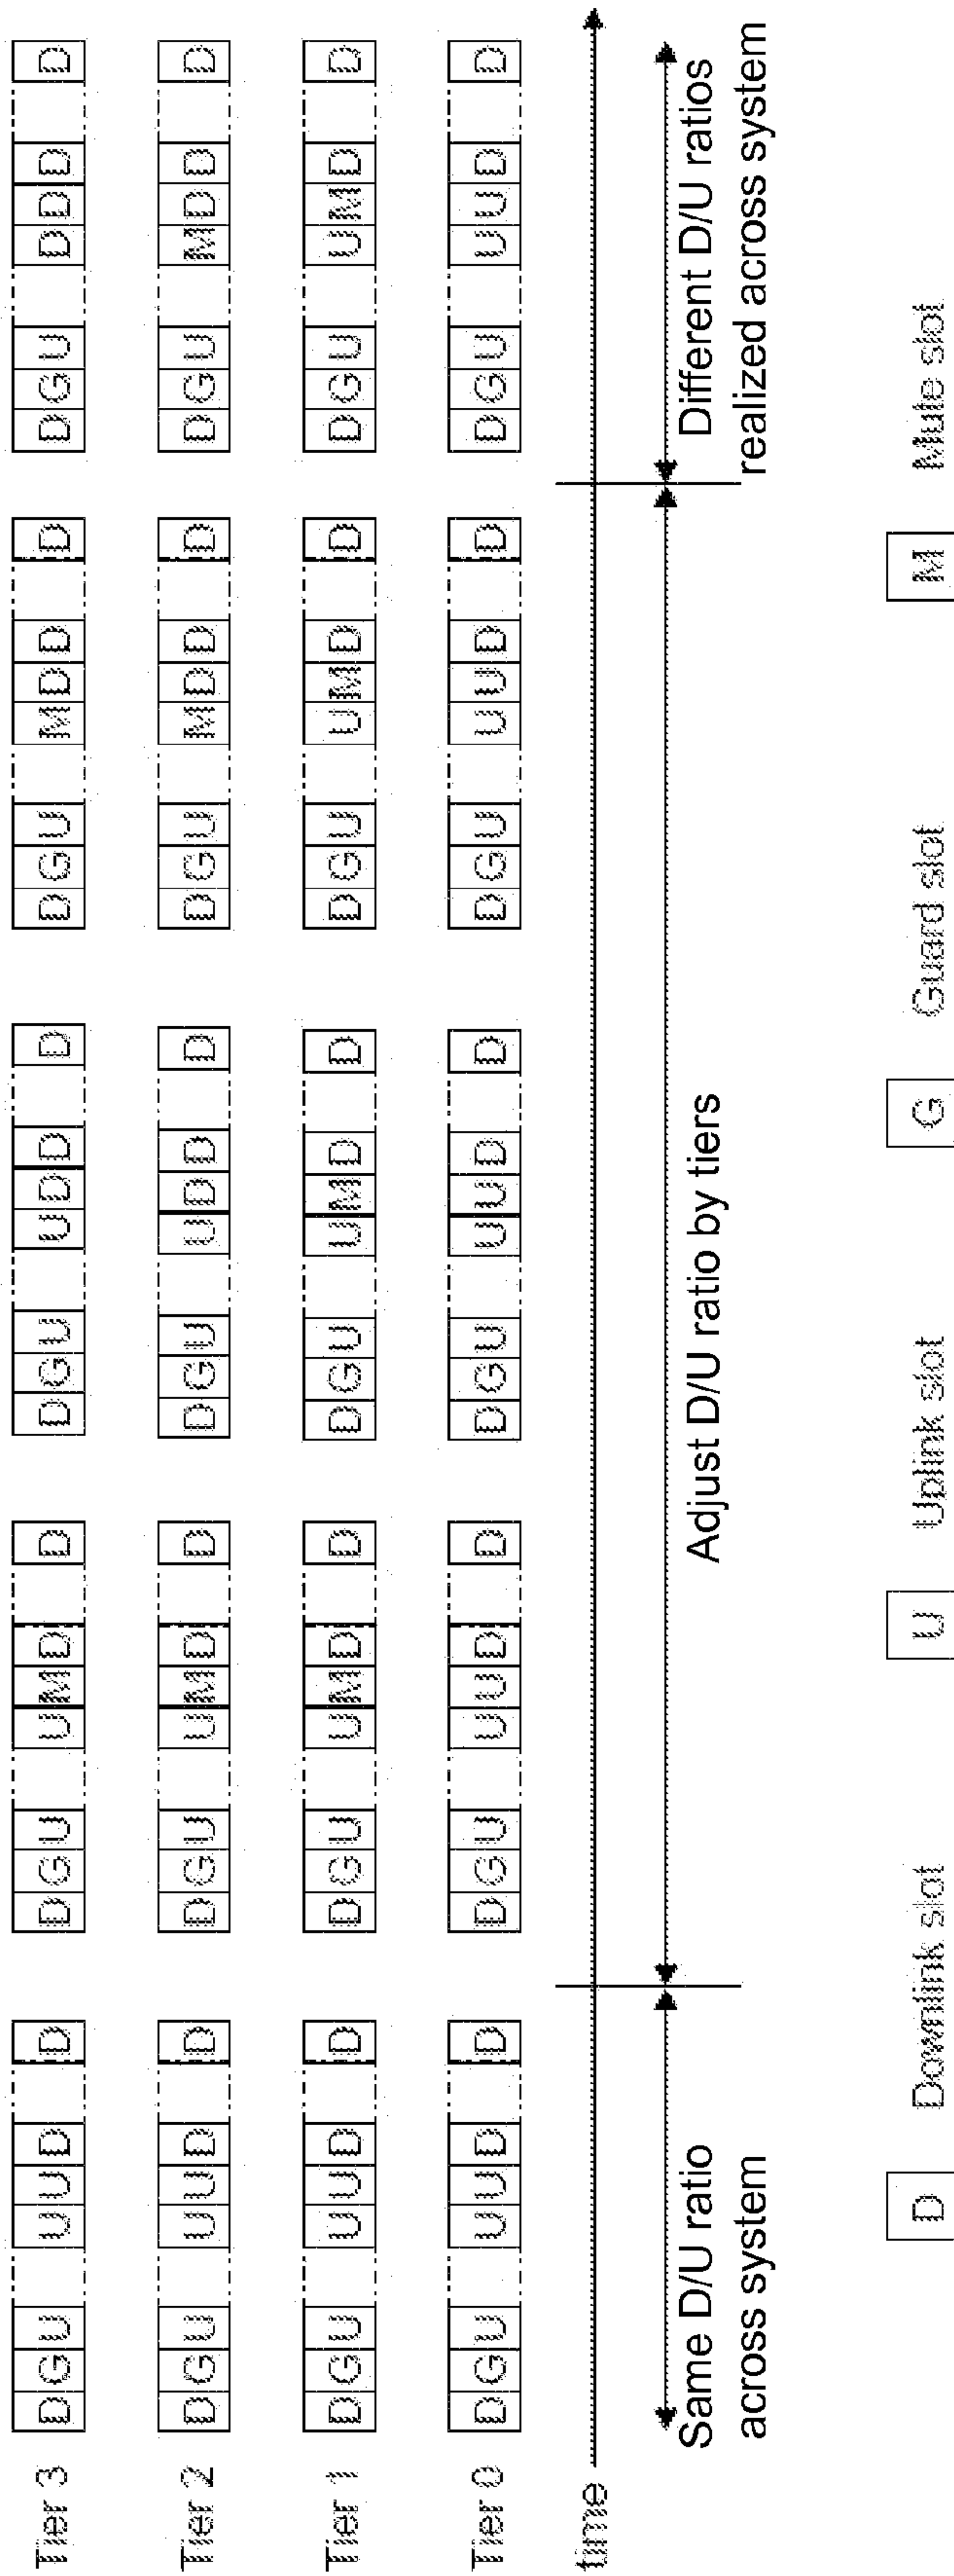 Tier 3 D G U U U D D D G U U M D D D G U U D D D D G U M D D D D G U D D D D
Tier 2 D G U U U D D D G U U M D D D G U U D D D D G U M D D D D G U M D D D
Tier 1 D G U U U D D D G U U M D D D G U U M D D D G U U M D D D G U U M D D
Tier 0 D G U U U D D D G U U U D D D G U U U D D D G U U U D D D G U U U D D
time
Same D/U ratio
across system
Adjust D/U ratio by tiers
Different D/U ratios
realized across system
D Downlink slot U Uplink slot G Guard slot M Mute slot